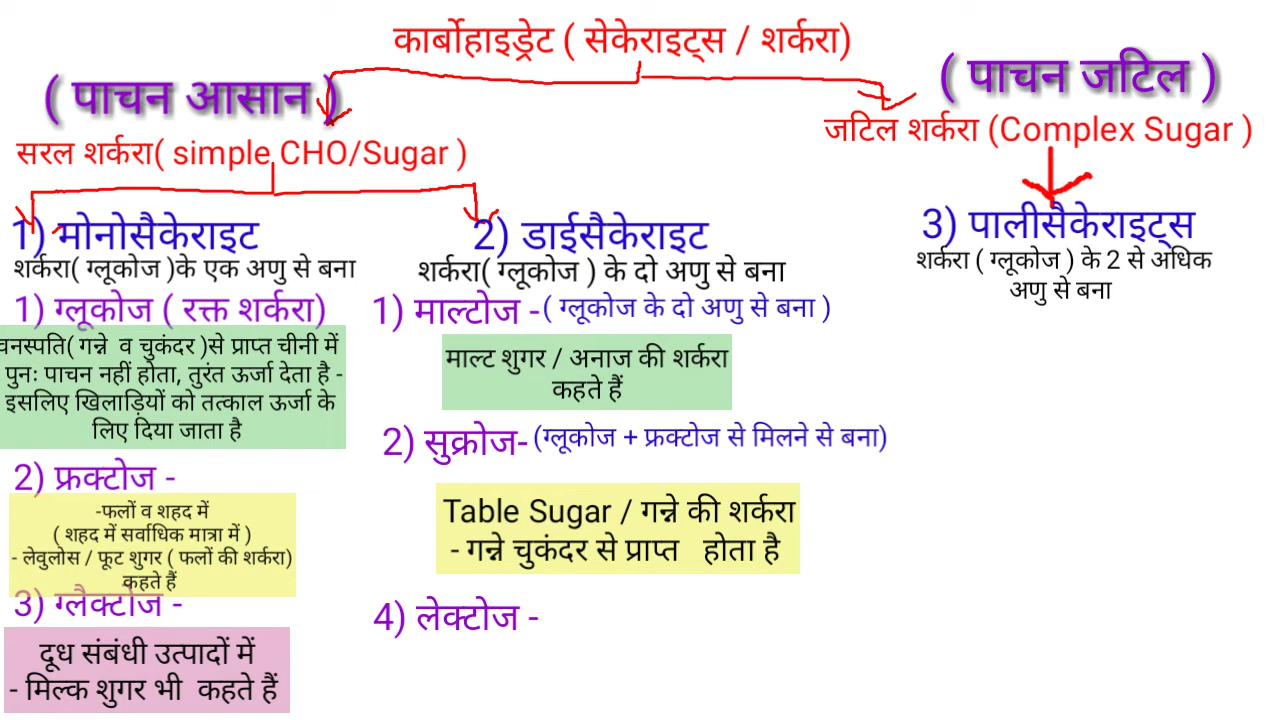 कार्बोहाइड्रेट ( सेकेराइट्स / शर्करा)
( पाचन आसान )
( पाचन जटिल )
सरल शर्करा( simple CHO/Sugar )
जटिल शर्करा (Complex Sugar )
1) मोनोसैकेराइट
शर्करा( ग्लूकोज )के एक अणु से बना
1) ग्लूकोज ( रक्त शर्करा)
वनस्पति( गन्ने व चुकंदर )से प्राप्त चीनी में
पुनः पाचन नहीं होता, तुरंत ऊर्जा देता है -
इसलिए खिलाड़ियों को तत्काल ऊर्जा के
लिए दिया जाता है
2) फ्रक्टोज -
-फलों व शहद में
( शहद में सर्वाधिक मात्रा में )
- लेवुलोस / फूट शुगर ( फलों की शर्करा)
कहते हैं
3) ग्लैक्टोज -
दूध संबंधी उत्पादों में
- मिल्क शुगर भी कहते हैं
2) डाईसैकेराइट
शर्करा( ग्लूकोज ) के दो अणु से बना
1) माल्टोज -( ग्लूकोज के दो अणु से बना )
माल्ट शुगर / अनाज की शर्करा
कहते हैं
2) सुक्रोज- (ग्लूकोज + फ्रक्टोज से मिलने से बना)
Table Sugar / गन्ने की शर्करा
- गन्ने चुकंदर से प्राप्त होता है
4) लेक्टोज -
3) पालीसैकेराइट्स
शर्करा ( ग्लूकोज ) के 2 से अधिक
अणु से बना